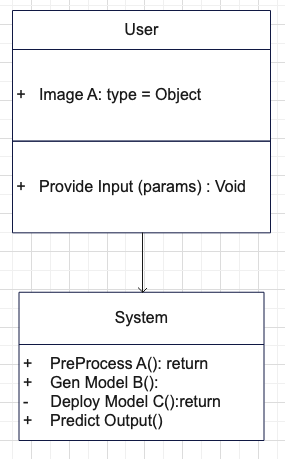 User
+ Image A: type = Object
+ Provide Input (params) : Void
System
+ PreProcess A(): return
+ Gen Model B():
- Deploy Model C():return
+ Predict Output()